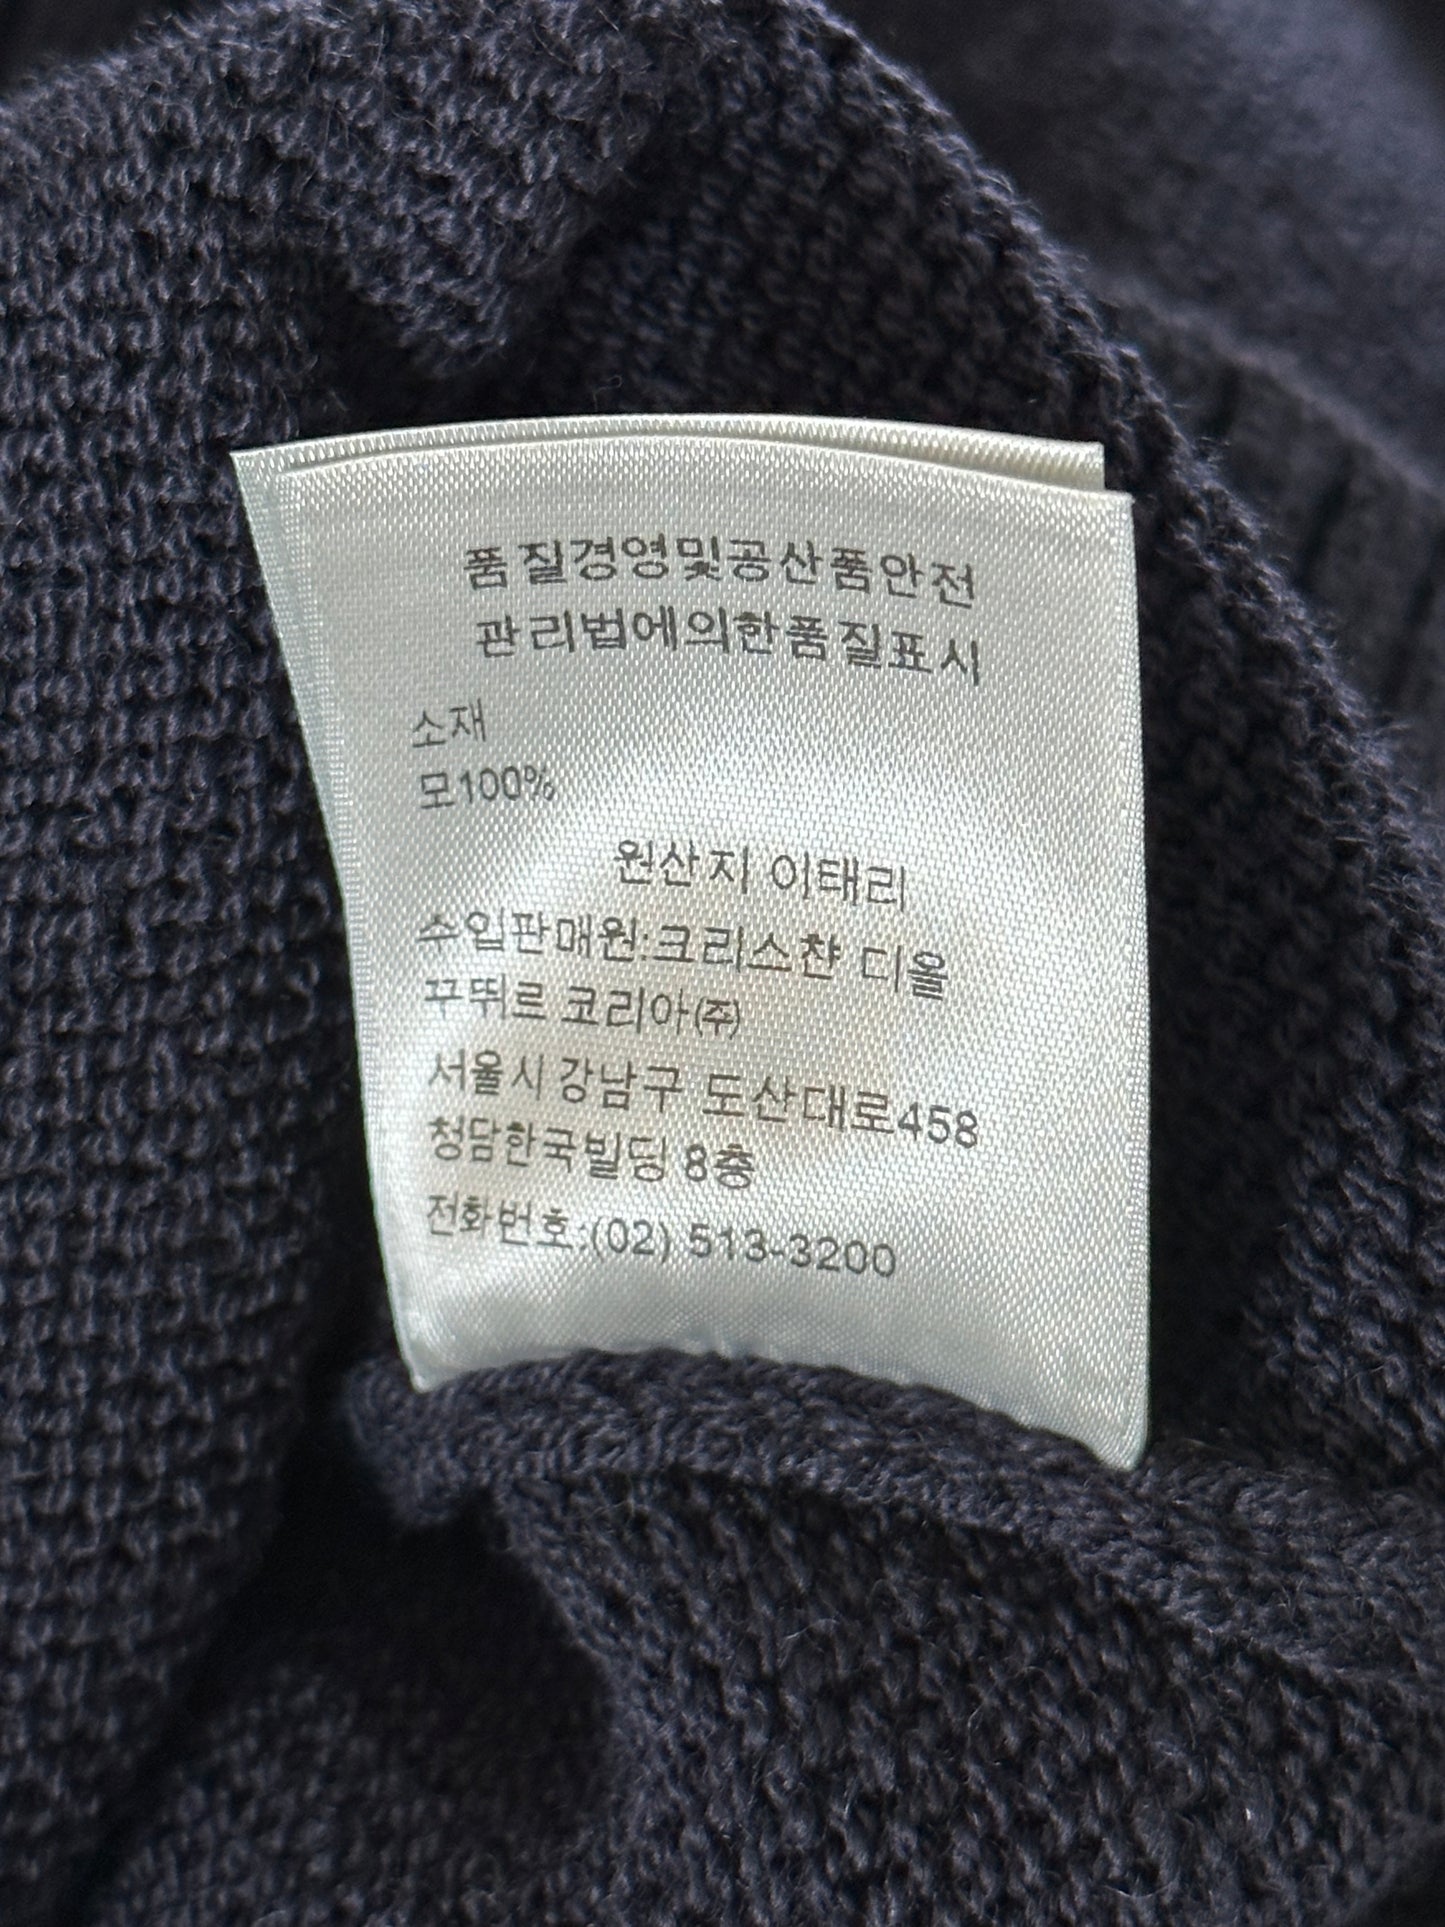 품질경영및공산품안전
관리법에의한품질표시
소재
모100%
원산지 이태리
수입판매원:크리스챤 디올
꾸뛰르 코리아(주)
서울시 강남구 도산대로458
청담한국빌딩 8층
전화번호:(02) 513-3200